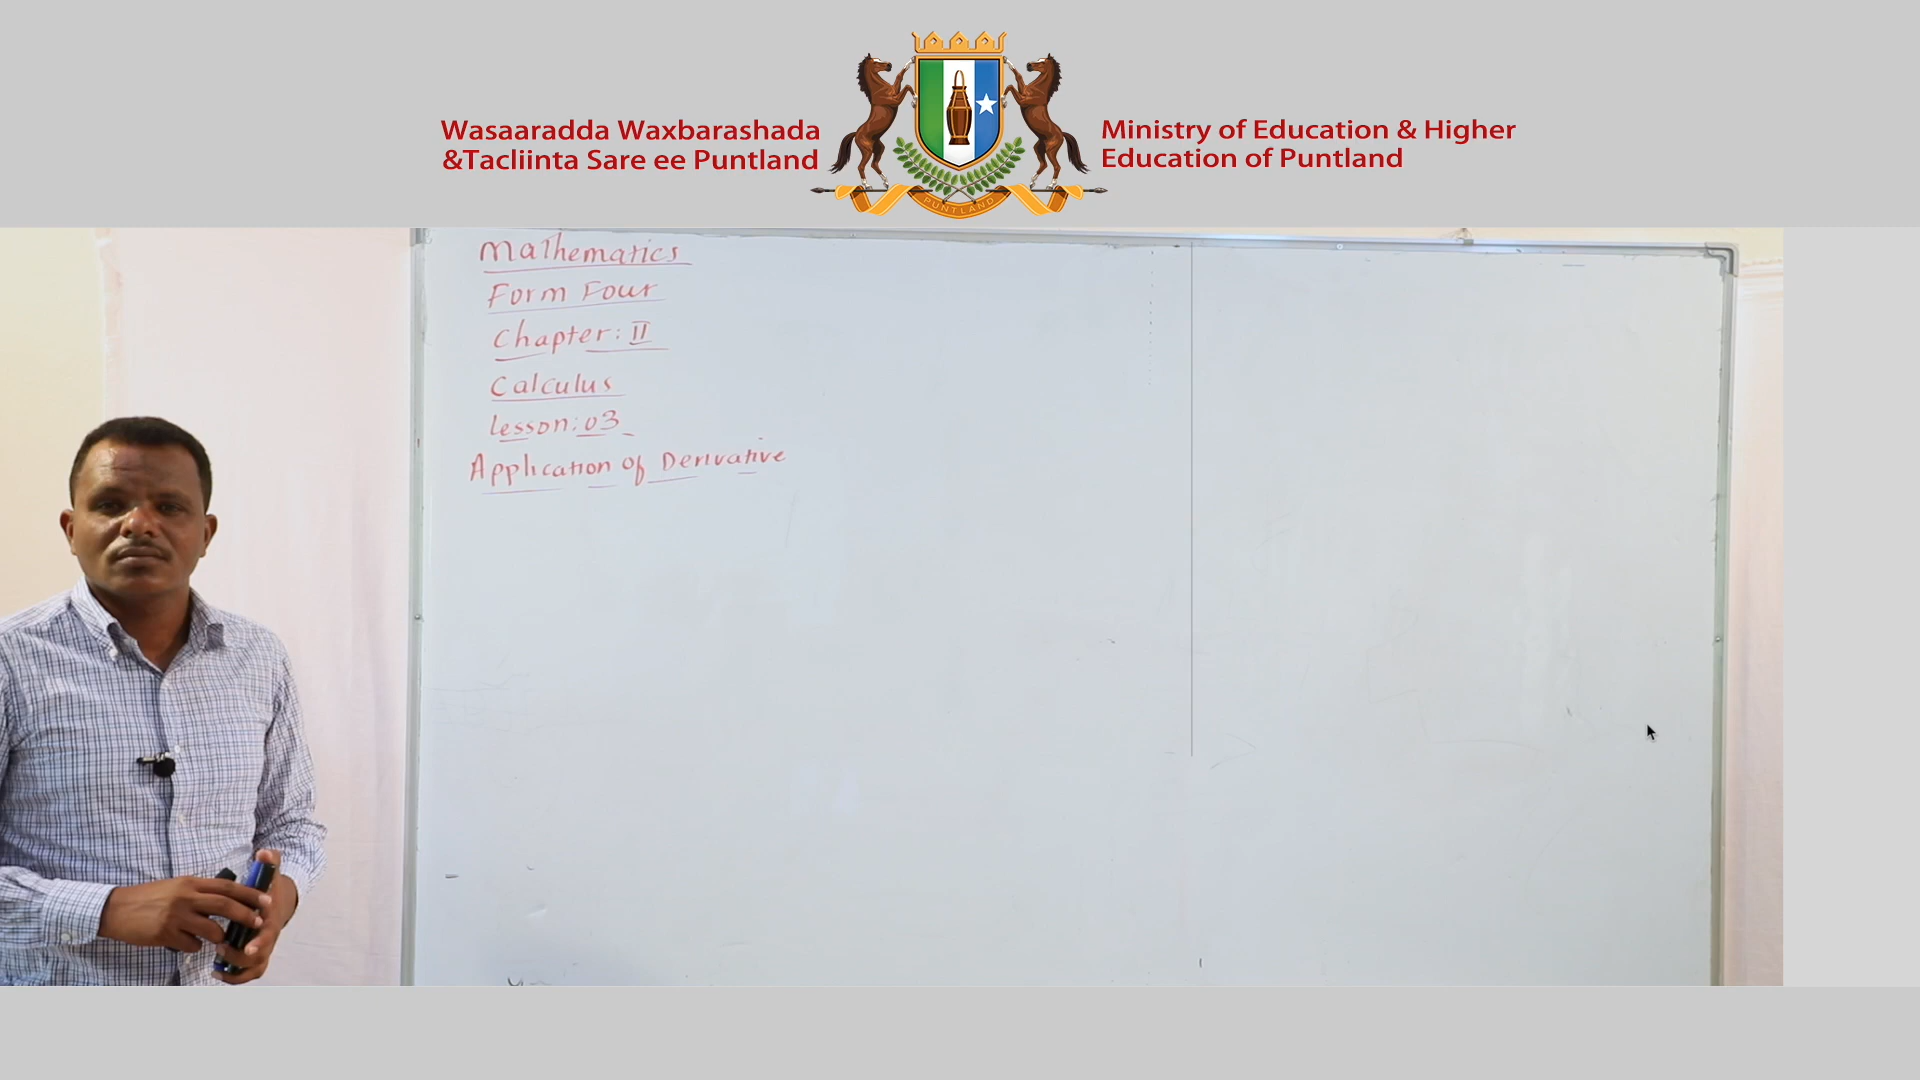 Wasaaradda Waxbarashada
&Tacliinta Sare ee Puntland
PUNTLAND
Ministry of Education & Higher
Education of Puntland
Mathematics
Form Four
Chapter: II
Calculus
Lesson: 03
Application of Derivative